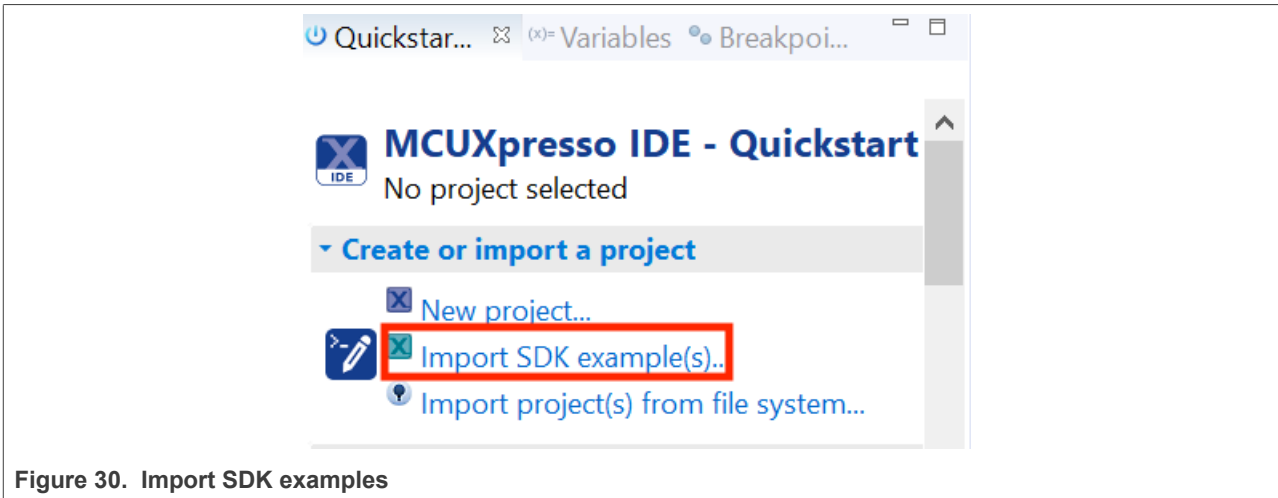 Quickstar... (x)= Variables Breakpoi...
MCUXpresso IDE - Quickstart
IDE
No project selected
Create or import a project
New project...
Import SDK example(s)..
Import project(s) from file system...
Figure 30. Import SDK examples